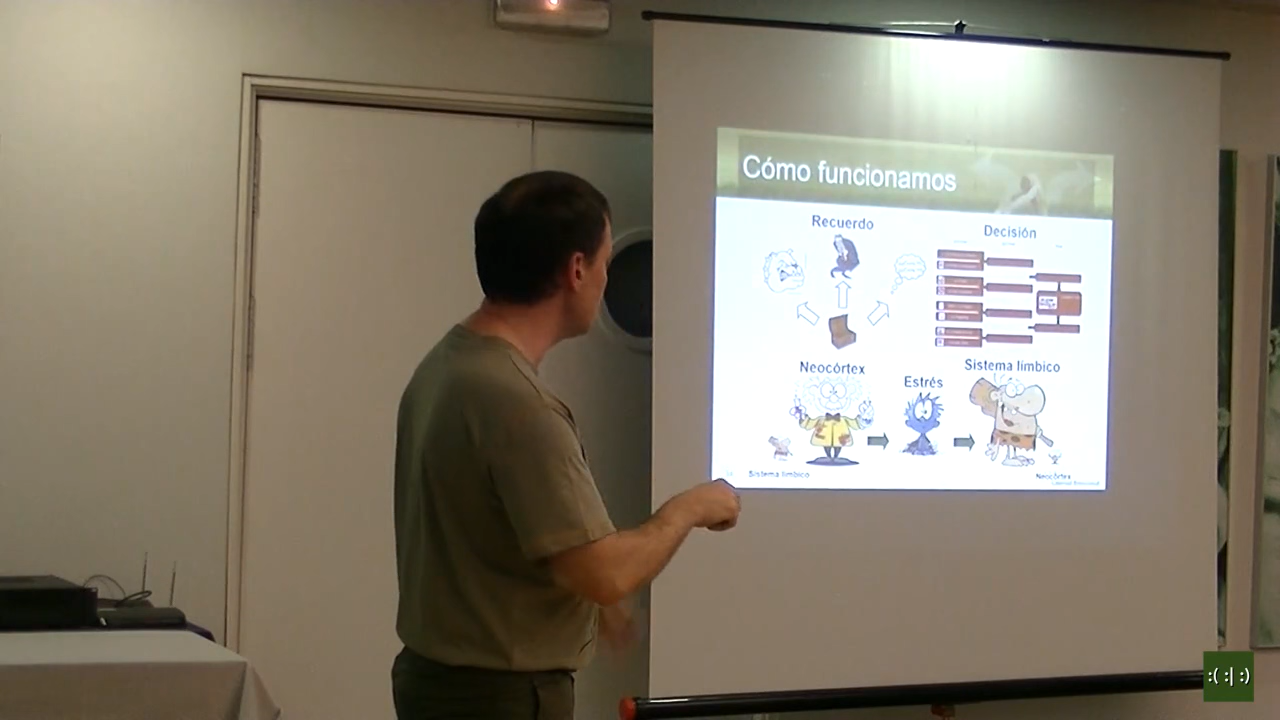 Cómo funcionamos
Recuerdo
Decisión
Neocórtex
Estrés
Sistema límbico
Sistema límbico
Neocórtex
:( :| :)